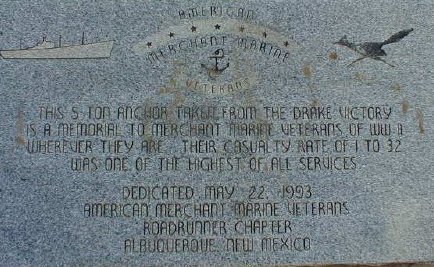 AMERICAN
MERCHANT MARINE
VETERANS
THIS 5 TON ANCHOR TAKEN FROM THE DRAKE VICTORY
IS A MEMORIAL TO MERCHANT MARINE VETERANS OF WW II
WHEREVER THEY ARE. THEIR CASUALTY RATE OF 1 TO 32
WAS ONE OF THE HIGHEST OF ALL SERVICES.
DEDICATED MAY 22, 1993
AMERICAN MERCHANT MARINE VETERANS
ROADRUNNER CHAPTER
ALBUQUERQUE, NEW MEXICO